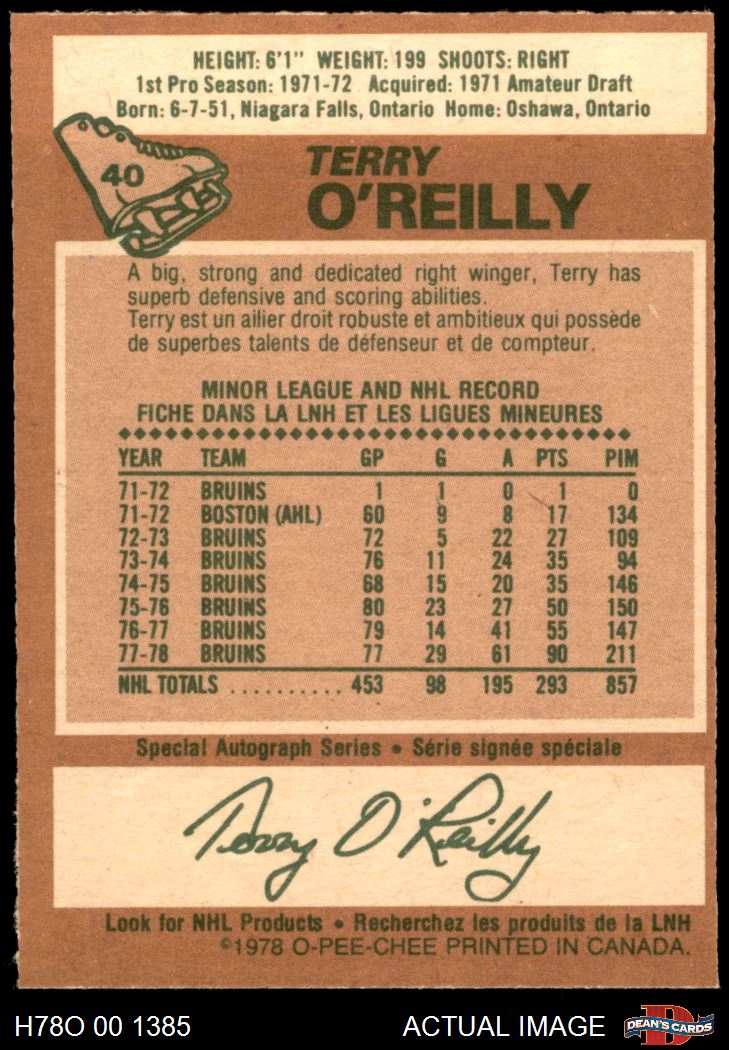 HEIGHT: 6'1" WEIGHT: 199 SHOOTS: RIGHT
1st Pro Season: 1971-72 Acquired: 1971 Amateur Draft
Born: 6-7-51, Niagara Falls, Ontario Home: Oshawa, Ontario
40
TERRY
O'REILLY
A big, strong and dedicated right winger, Terry has
superb defensive and scoring abilities.
Terry est un ailier droit robuste et ambitieux qui possède
de superbes talents de défenseur et de compteur.
MINOR LEAGUE AND NHL RECORD
FICHE DANS LA LNH ET LES LIGUES MINEURES
YEAR TEAM GP G A PTS PIM
71-72 BRUINS 1 1 0 1 0
71-72 BOSTON (AHL) 60 9 8 17 134
72-73 BRUINS 72 5 22 27 109
73-74 BRUINS 76 11 24 35 94
74-75 BRUINS 68 15 20 35 146
75-76 BRUINS 80 23 27 50 150
76-77 BRUINS 79 14 41 55 147
77-78 BRUINS 77 29 61 90 211
NHL TOTALS .......... 453 98 195 293 857
Special Autograph Series • Série signée spéciale
Terry O'Reilly
Look for NHL Products • Recherchez les produits de la LNH
©1978 O-PEE-CHEE PRINTED IN CANADA.
H78O 00 1385 ACTUAL IMAGE D DEAN'S CARDS